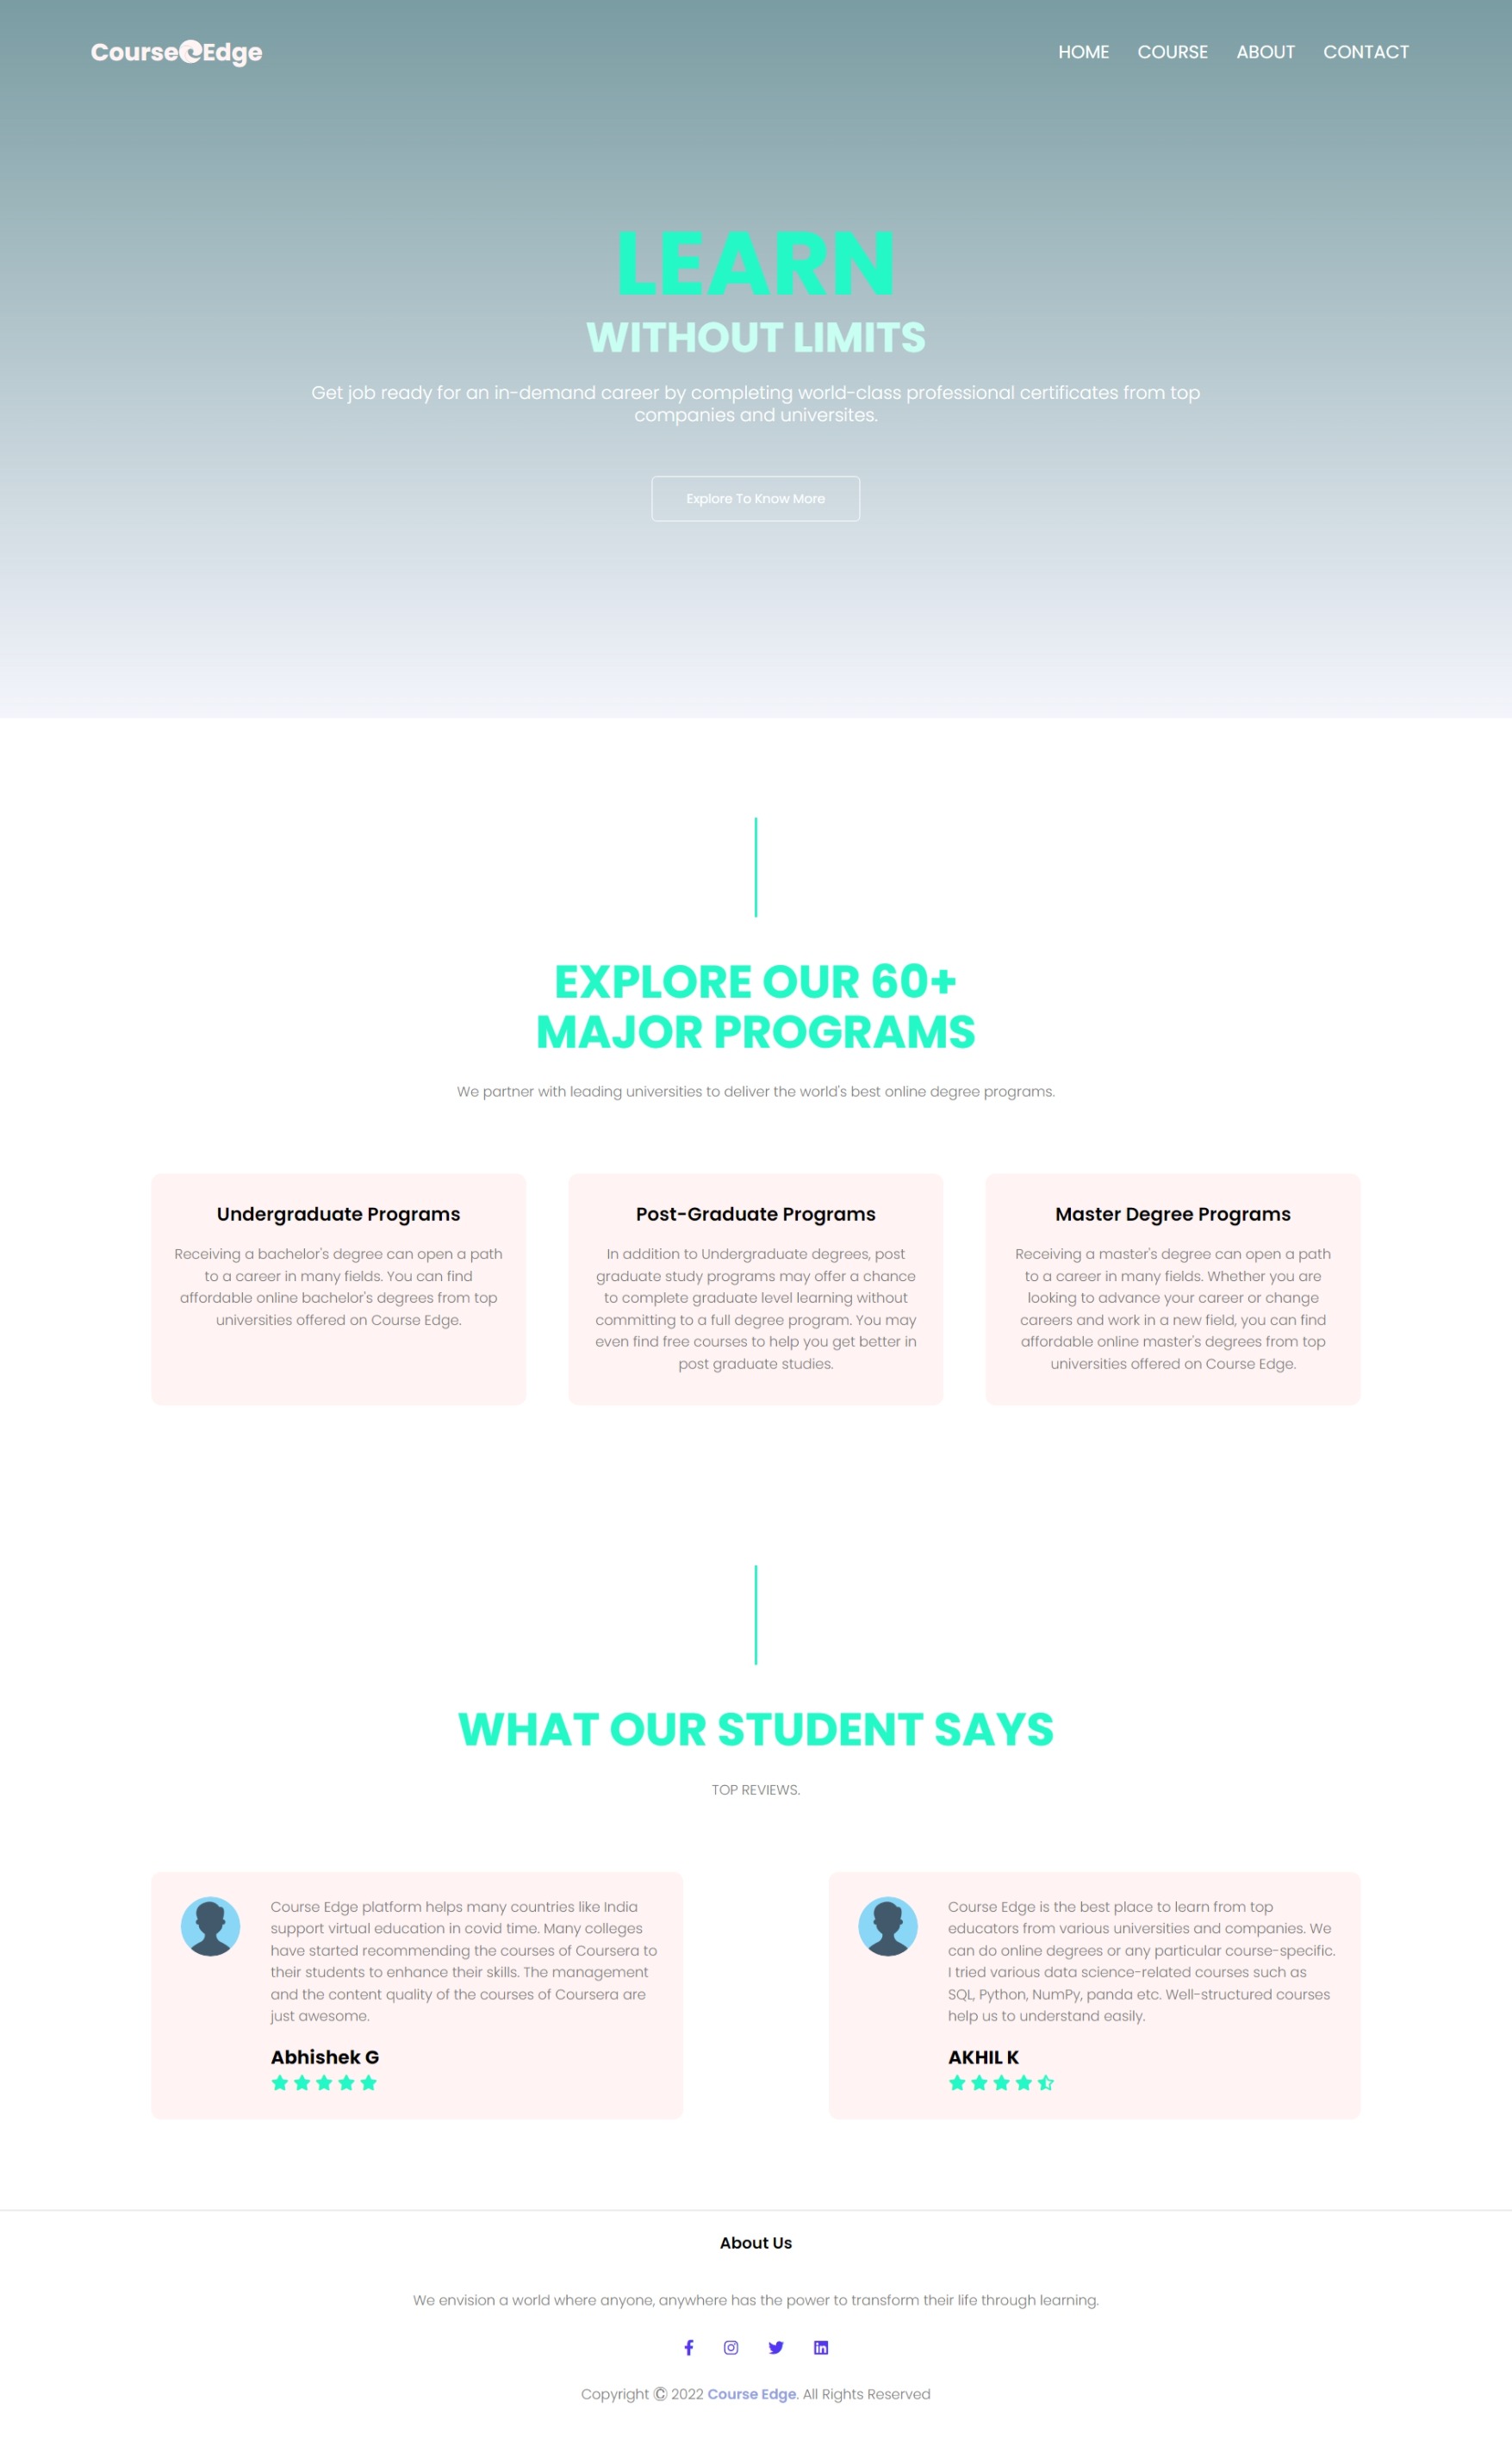 Course Edge
HOME COURSE ABOUT CONTACT
LEARN
WITHOUT LIMITS
Get job ready for an in-demand career by completing world-class professional certificates from top
companies and universites.
Explore To Know More
EXPLORE OUR 60+
MAJOR PROGRAMS
We partner with leading universities to deliver the world's best online degree programs.
Undergraduate Programs
Receiving a bachelor's degree can open a path
to a career in many fields. You can find
affordable online bachelor's degrees from top
universities offered on Course Edge.
Post-Graduate Programs
In addition to Undergraduate degrees, post
graduate study programs may offer a chance
to complete graduate level learning without
committing to a full degree program. You may
even find free courses to help you get better in
post graduate studies.
Master Degree Programs
Receiving a master's degree can open a path
to a career in many fields. Whether you are
looking to advance your career or change
careers and work in a new field, you can find
affordable online master's degrees from top
universities offered on Course Edge.
WHAT OUR STUDENT SAYS
TOP REVIEWS.
Course Edge platform helps many countries like India
support virtual education in covid time. Many colleges
have started recommending the courses of Coursera to
their students to enhance their skills. The management
and the content quality of the courses of Coursera are
just awesome.
Abhishek G
Course Edge is the best place to learn from top
educators from various universities and companies. We
can do online degrees or any particular course-specific.
I tried various data science-related courses such as
SQL, Python, NumPy, panda etc. Well-structured courses
help us to understand easily.
AKHIL K
About Us
We envision a world where anyone, anywhere has the power to transform their life through learning.
Copyright © 2022 Course Edge. All Rights Reserved